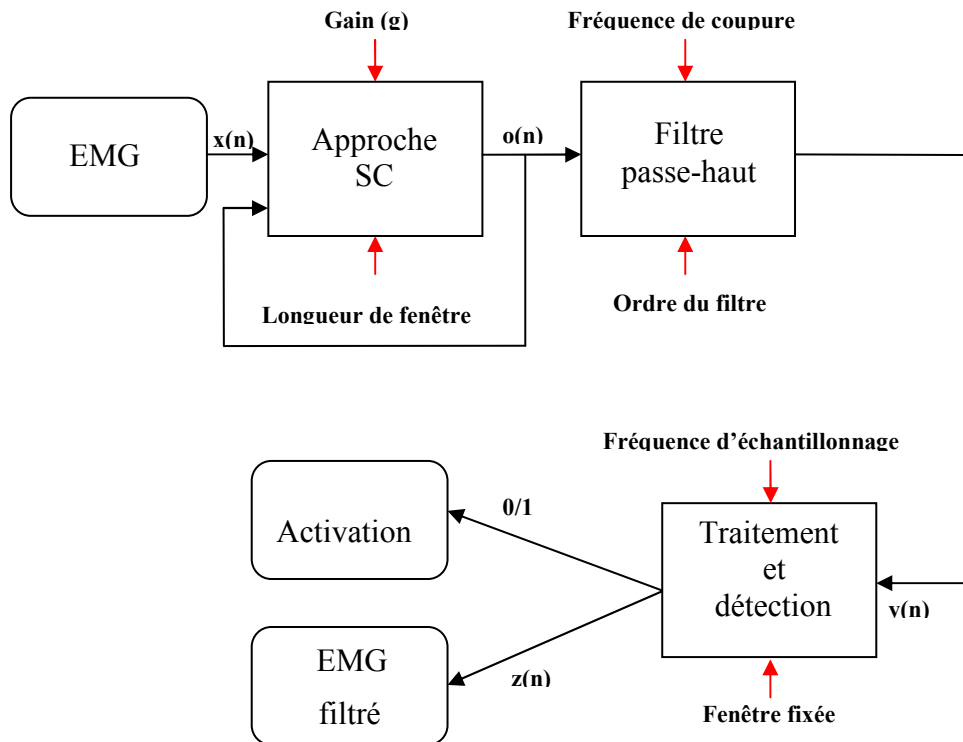 Gain (g)
Fréquence de coupure
EMG
x(n)
Approche
SC
o(n)
Filtre
passe-haut
Longueur de fenêtre
Ordre du filtre
Fréquence d'échantillonnage
Activation
0/1
Traitement
et
détection
v(n)
EMG
filtré
z(n)
Fenêtre fixée